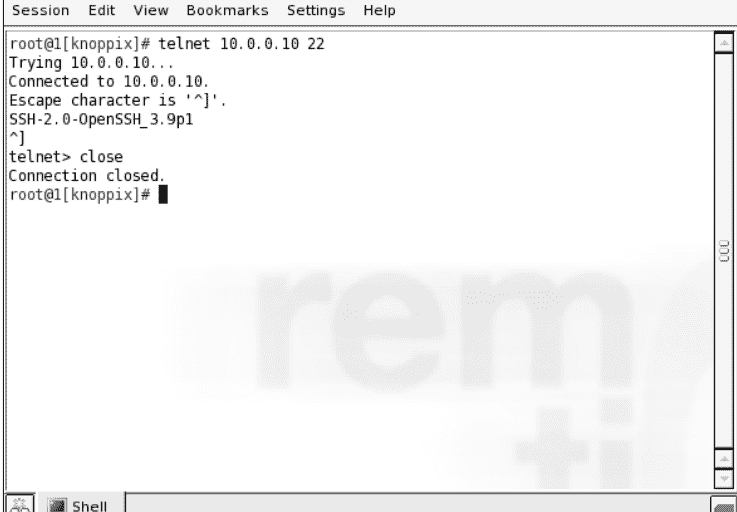 Session Edit View Bookmarks Settings Help
root@1[knoppix]# telnet 10.0.0.10 22
Trying 10.0.0.10...
Connected to 10.0.0.10.
Escape character is '^]'.
SSH-2.0-OpenSSH_3.9p1
^]
telnet> close
Connection closed.
root@1[knoppix]#
rem
ti
Shell